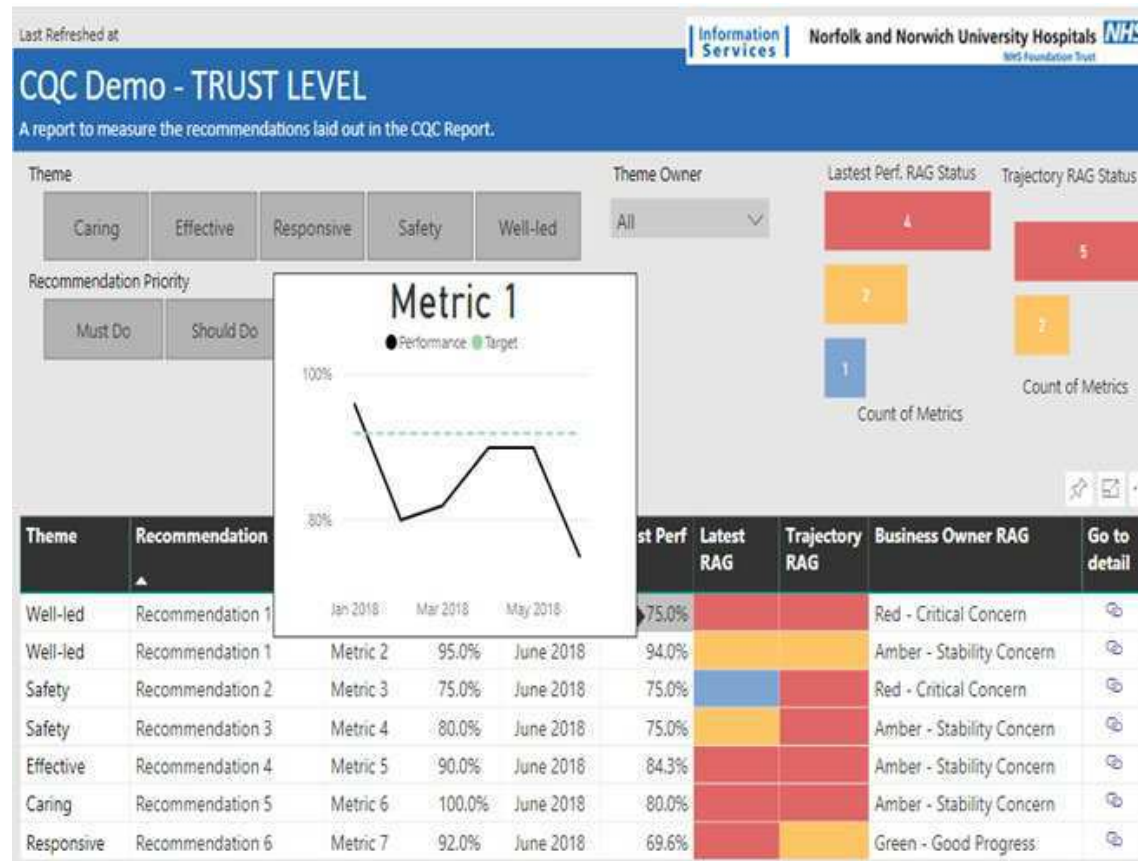 Last Refreshed at
Information Services
Norfolk and Norwich University Hospitals NHS
NHS Foundation Trust
CQC Demo - TRUST LEVEL
A report to measure the recommendations laid out in the CQC Report.
Theme
Caring Effective Responsive Safety Well-led
Theme Owner
All
Lastest Perf. RAG Status
4
2
1
Count of Metrics
Trajectory RAG Status
5
2
Count of Metrics
Recommendation Priority
Must Do Should Do
Metric 1
Performance Target
100%
80%
Jan 2018 Mar 2018 May 2018
Theme Recommendation st Perf Latest RAG Trajectory RAG Business Owner RAG Go to detail
Well-led Recommendation 1 75.0% Red - Critical Concern
Well-led Recommendation 1 Metric 2 95.0% June 2018 94.0% Amber - Stability Concern
Safety Recommendation 2 Metric 3 75.0% June 2018 75.0% Red - Critical Concern
Safety Recommendation 3 Metric 4 80.0% June 2018 75.0% Amber - Stability Concern
Effective Recommendation 4 Metric 5 90.0% June 2018 84.3% Amber - Stability Concern
Caring Recommendation 5 Metric 6 100.0% June 2018 80.0% Amber - Stability Concern
Responsive Recommendation 6 Metric 7 92.0% June 2018 69.6% Green - Good Progress